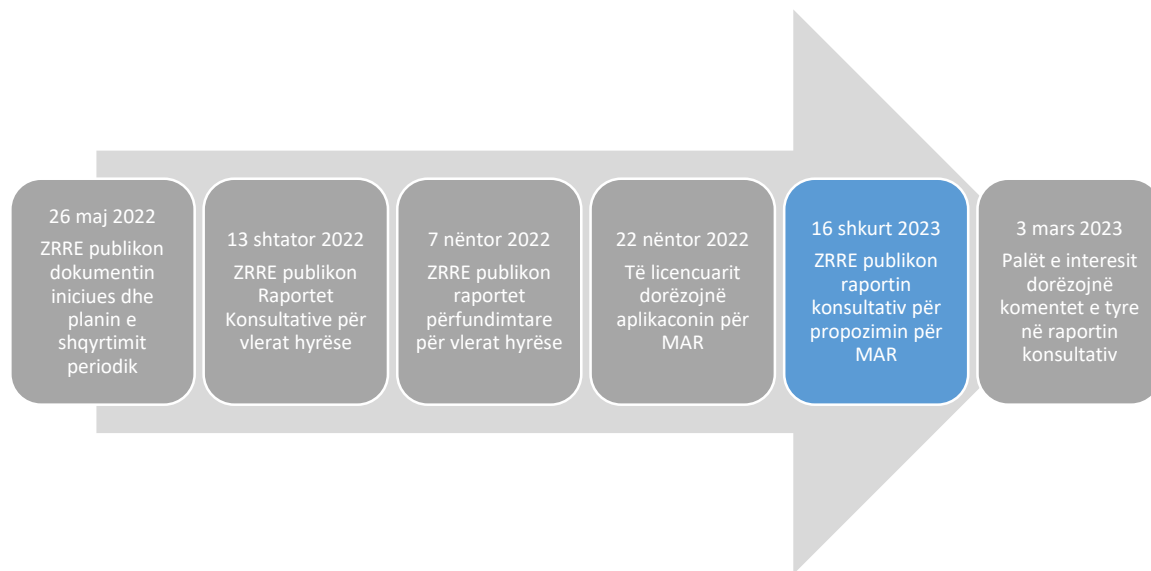 26 maj 2022
ZRRE publikon
dokumentin
iniciues dhe
planin e
shqyrtimit
periodik
13 shtator 2022
ZRRE publikon
Raportet
Konsultative për
vlerat hyrëse
7 nëntor 2022
ZRRE publikon
raportet
përfundimtare
për vlerat hyrëse
22 nëntor 2022
Të licencuarit
dorëzojnë
aplikaconin për
MAR
16 shkurt 2023
ZRRE publikon
raportin
konsultativ për
propozimin për
MAR
3 mars 2023
Palët e interesit
dorëzojnë
komentet e tyre
në raportin
konsultativ